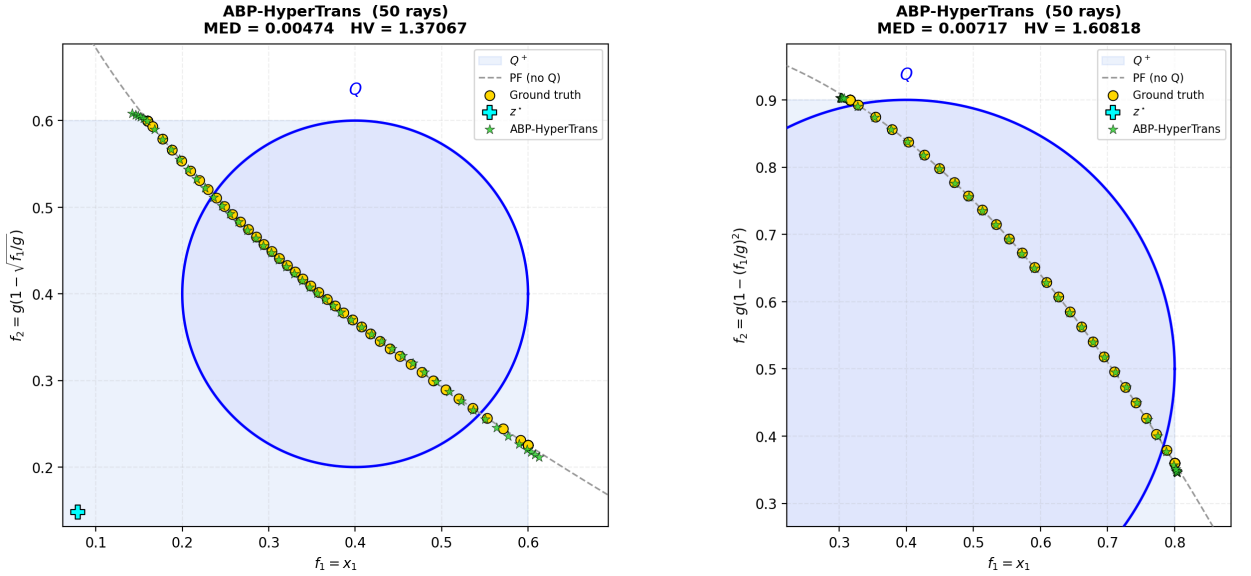 ABP-HyperTrans (50 rays)
MED = 0.00474 HV = 1.37067
Q
Q⁺
PF (no Q)
Ground truth
z*
ABP-HyperTrans
0.6
0.5
0.4
0.3
0.2
f₂ = g(1 − √f₁/g)
0.1 0.2 0.3 0.4 0.5 0.6
f₁ = x₁
ABP-HyperTrans (50 rays)
MED = 0.00717 HV = 1.60818
Q
Q⁺
PF (no Q)
Ground truth
z*
ABP-HyperTrans
0.9
0.8
0.7
0.6
0.5
0.4
0.3
f₂ = g(1 − (f₁/g)²)
0.3 0.4 0.5 0.6 0.7 0.8
f₁ = x₁